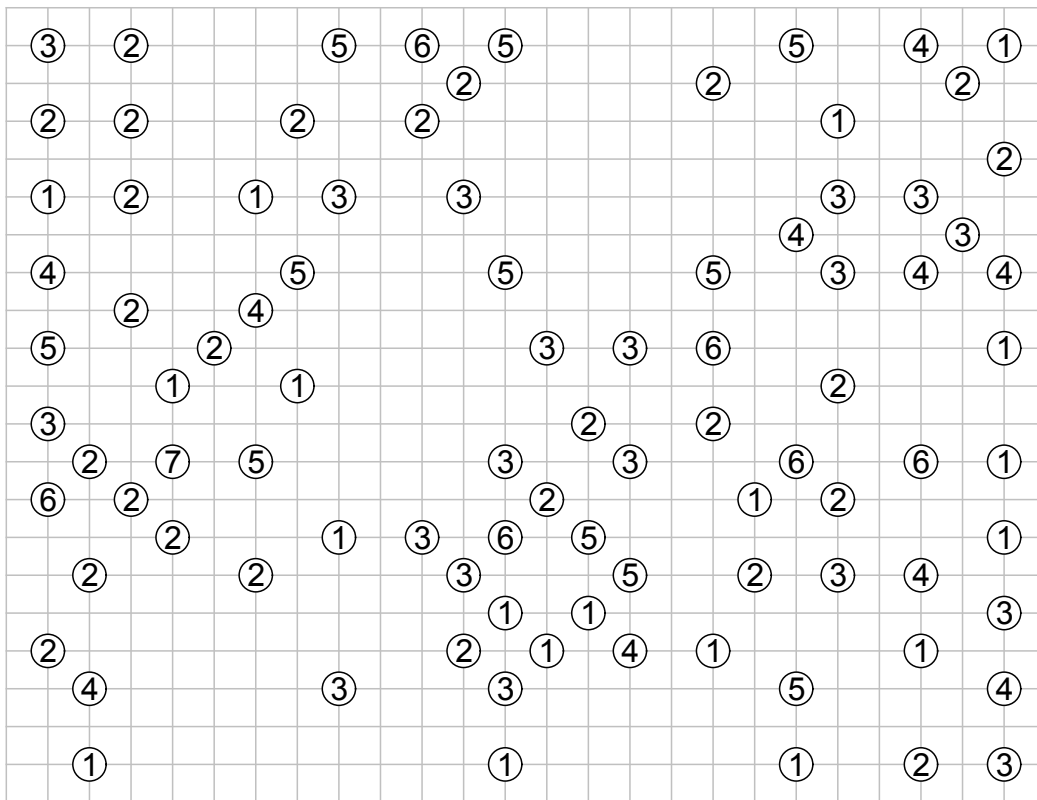 3 2 5 6 5 5 4 1
2 2 2
2 2 2 2 1
2
1 2 1 3 3 3 3
4 3
4 5 5 5 3 4 4
2 4
5 2 3 3 6 1
1 1 2
3 2 2
2 7 5 3 3 6 6 1
6 2 2 1 2
2 1 3 6 5 1
2 2 3 5 2 3 4
1 1 3
2 2 1 4 1 1
4 3 3 5 4
1 1 1 2 3